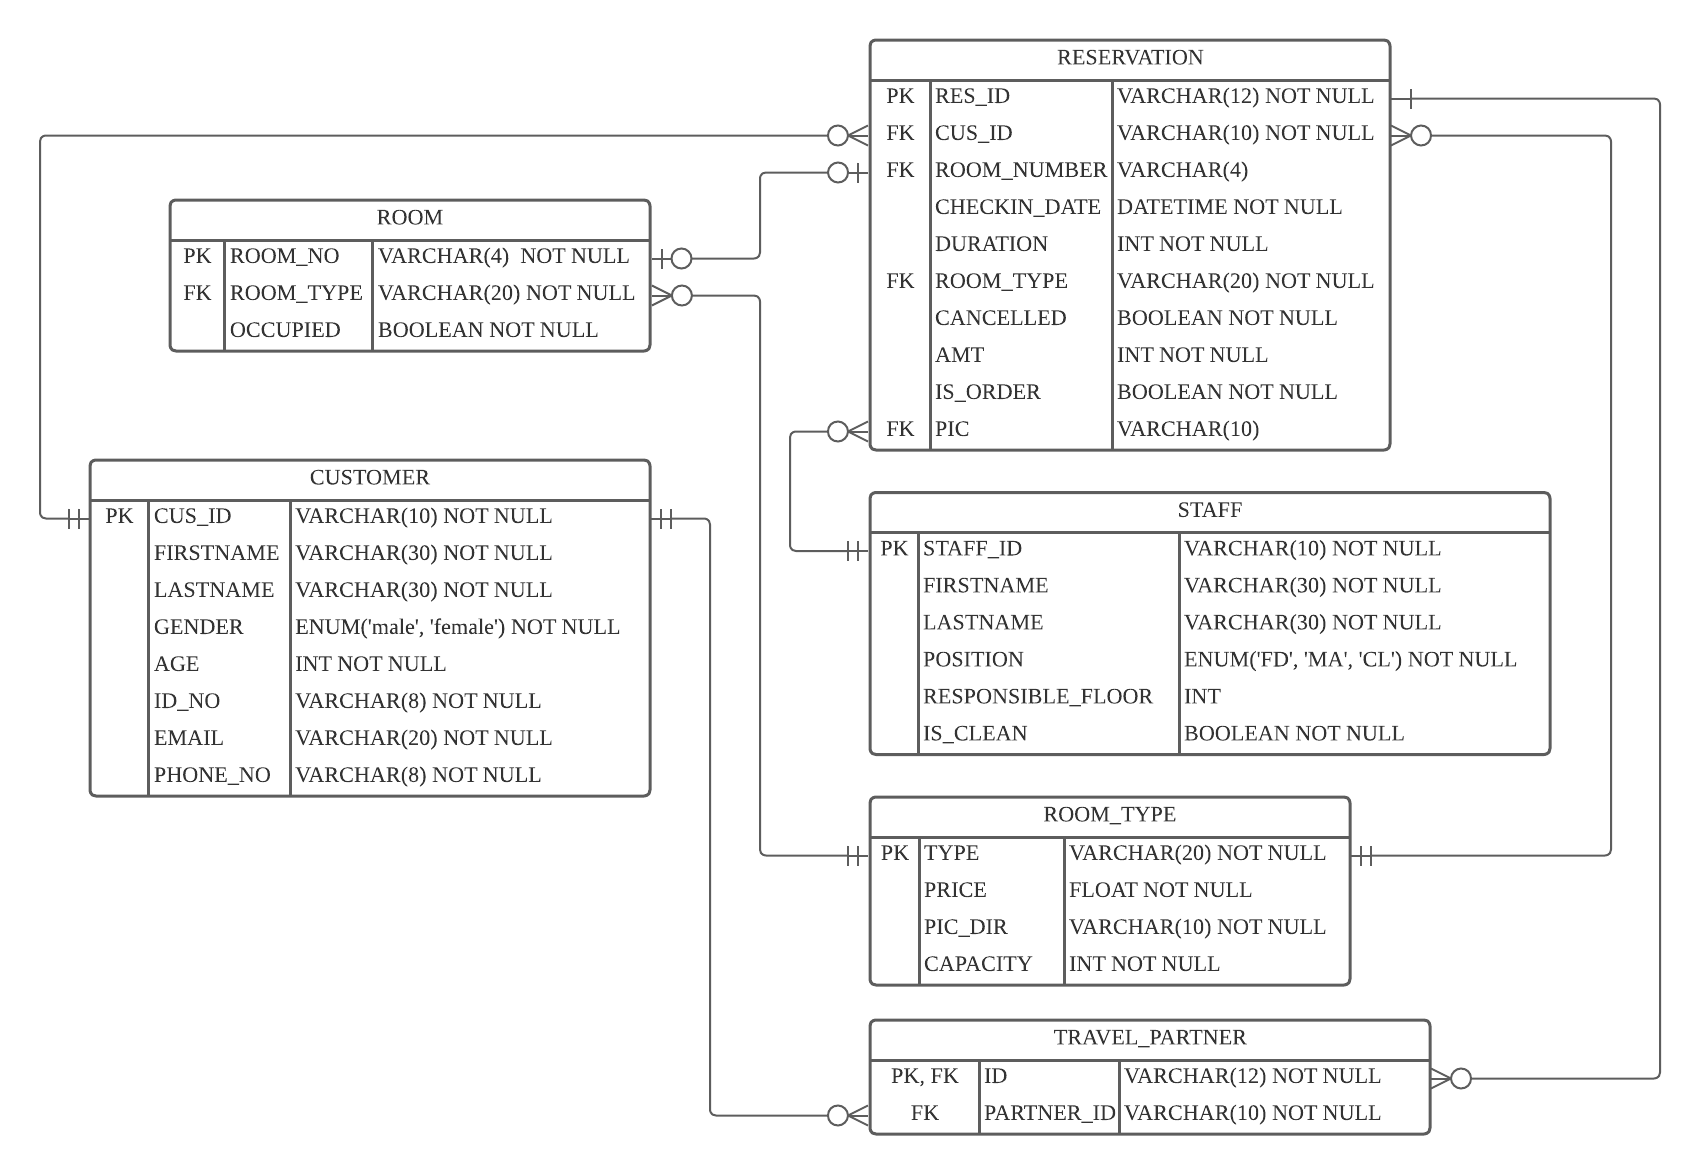 RESERVATION
PK RES_ID VARCHAR(12) NOT NULL
FK CUS_ID VARCHAR(10) NOT NULL
FK ROOM_NUMBER VARCHAR(4)
CHECKIN_DATE DATETIME NOT NULL
DURATION INT NOT NULL
FK ROOM_TYPE VARCHAR(20) NOT NULL
CANCELLED BOOLEAN NOT NULL
AMT INT NOT NULL
IS_ORDER BOOLEAN NOT NULL
FK PIC VARCHAR(10)
ROOM
PK ROOM_NO VARCHAR(4) NOT NULL
FK ROOM_TYPE VARCHAR(20) NOT NULL
OCCUPIED BOOLEAN NOT NULL
CUSTOMER
PK CUS_ID VARCHAR(10) NOT NULL
FIRSTNAME VARCHAR(30) NOT NULL
LASTNAME VARCHAR(30) NOT NULL
GENDER ENUM('male', 'female') NOT NULL
AGE INT NOT NULL
ID_NO VARCHAR(8) NOT NULL
EMAIL VARCHAR(20) NOT NULL
PHONE_NO VARCHAR(8) NOT NULL
STAFF
PK STAFF_ID VARCHAR(10) NOT NULL
FIRSTNAME VARCHAR(30) NOT NULL
LASTNAME VARCHAR(30) NOT NULL
POSITION ENUM('FD', 'MA', 'CL') NOT NULL
RESPONSIBLE_FLOOR INT
IS_CLEAN BOOLEAN NOT NULL
ROOM_TYPE
PK TYPE VARCHAR(20) NOT NULL
PRICE FLOAT NOT NULL
PIC_DIR VARCHAR(10) NOT NULL
CAPACITY INT NOT NULL
TRAVEL_PARTNER
PK, FK ID VARCHAR(12) NOT NULL
FK PARTNER_ID VARCHAR(10) NOT NULL